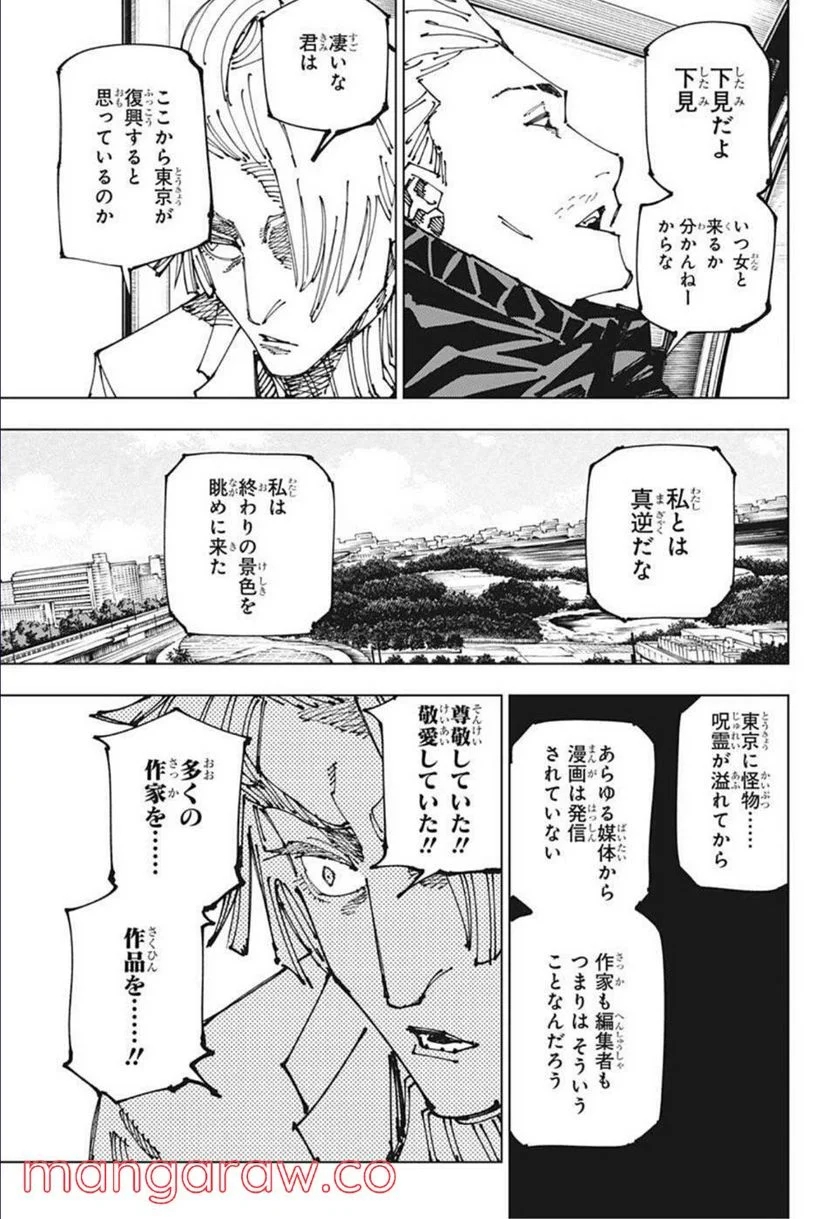 下見だよ
下見
いつ女と
来るか
分かんねー
からな
凄いな
君は
ここから東京が
復興すると
思っているのか
私とは
真逆だな
私は
終わりの景色を
眺めに来た
東京に怪物……
呪霊が溢れてから
あらゆる媒体から
漫画は発信
されていない
作家も編集者も
つまりは そういう
ことなんだろう
尊敬していた!!
敬愛していた!!
多くの
作家を……
作品を……!!
mangaraw.co